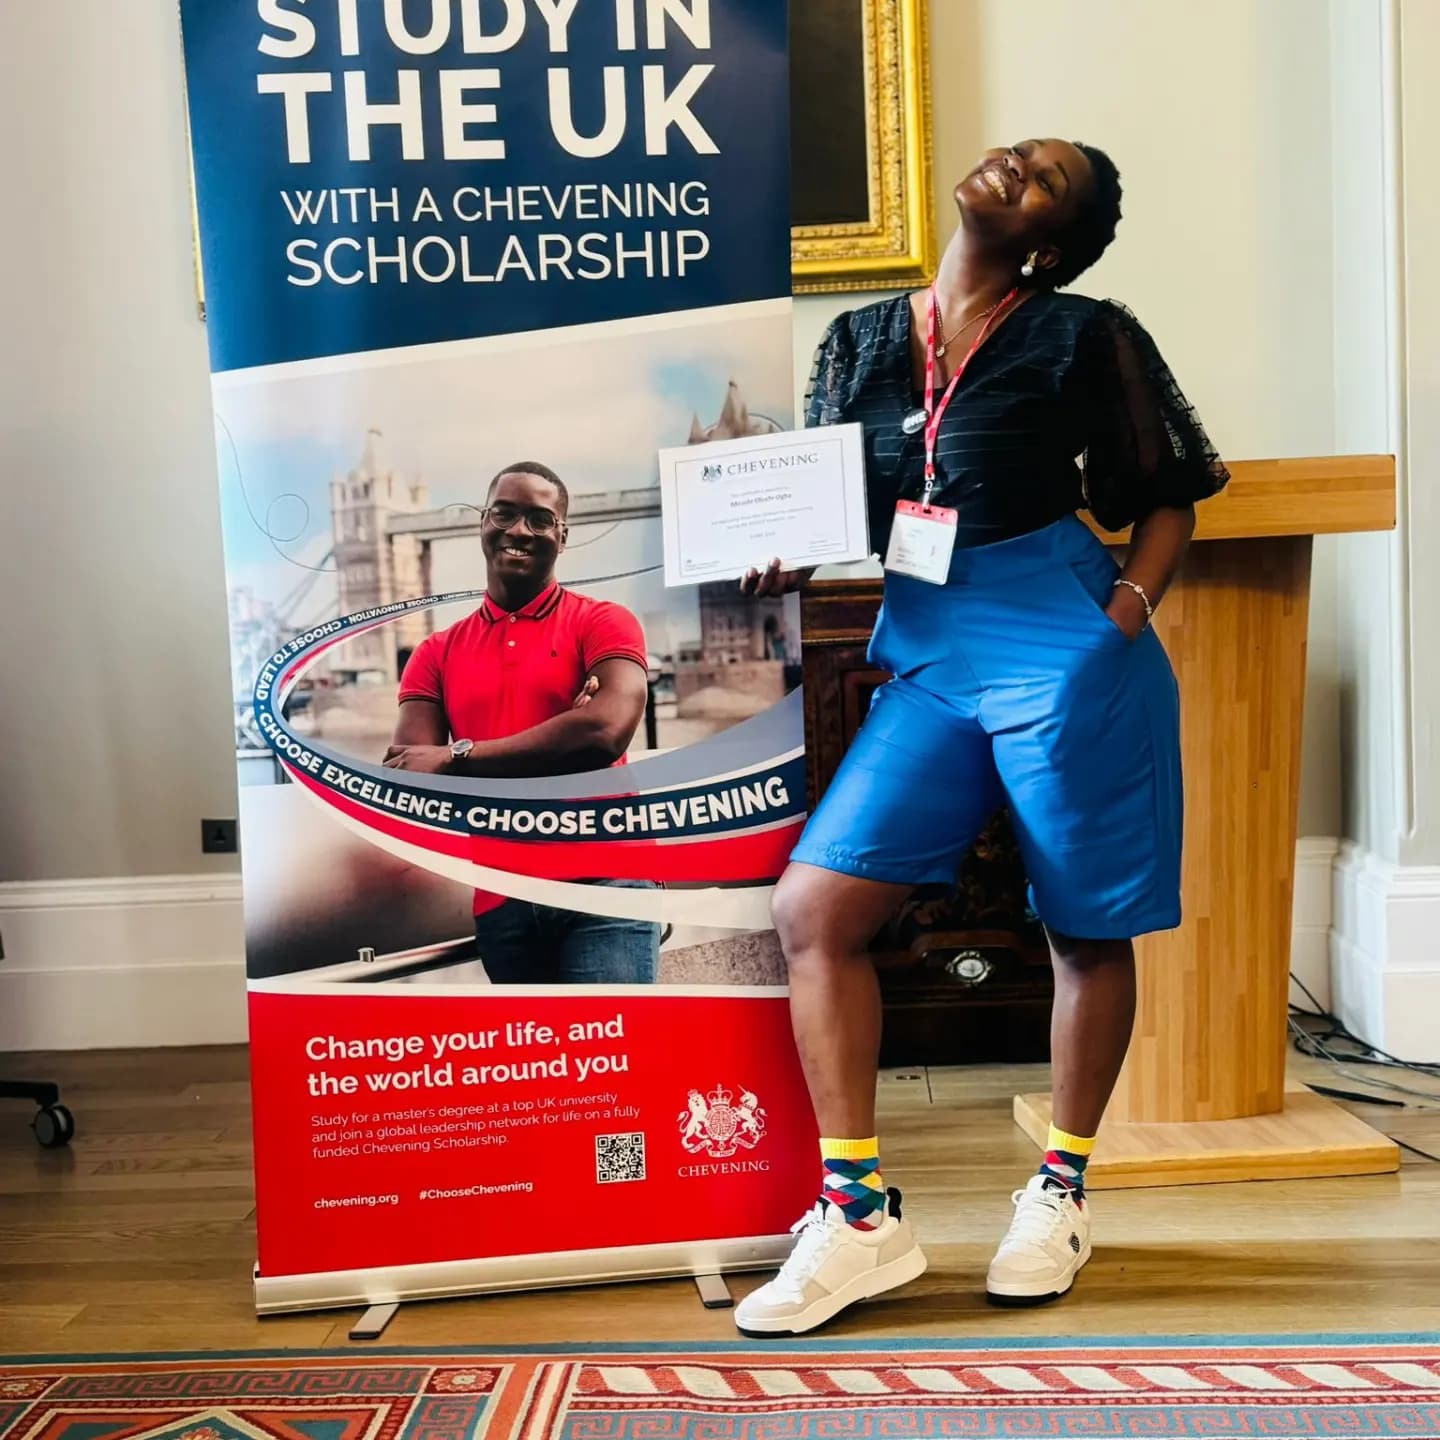 STUDY IN
THE UK
WITH A CHEVENING
SCHOLARSHIP
CHOOSE TO LEAD · CHOOSE INNOVATION ·
CHOOSE EXCELLENCE · CHOOSE CHEVENING
Change your life, and
the world around you
Study for a master's degree at a top UK university
and join a global leadership network for life on a fully
funded Chevening Scholarship.
chevening.org #ChooseChevening
CHEVENING
CHEVENING
ONE